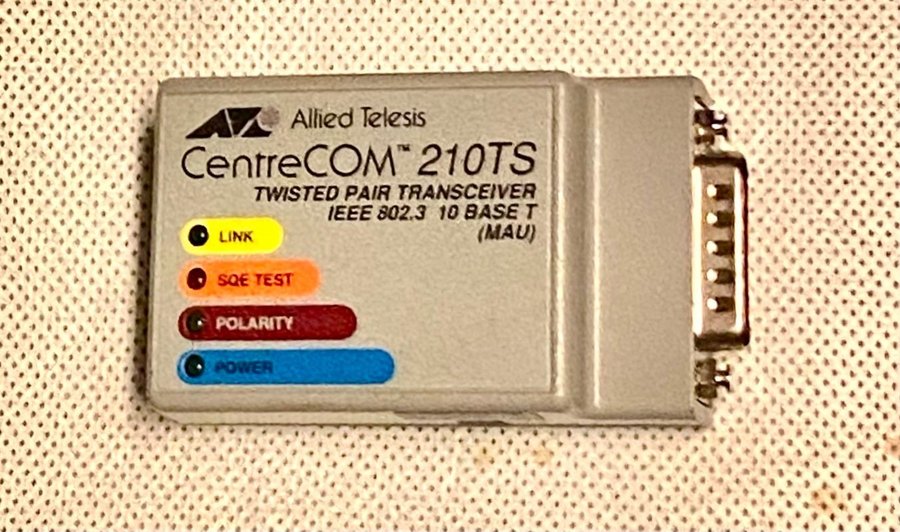 Allied Telesis
CentreCOM™ 210TS
TWISTED PAIR TRANSCEIVER
IEEE 802.3 10 BASE T
(MAU)
LINK
SQE TEST
POLARITY
POWER